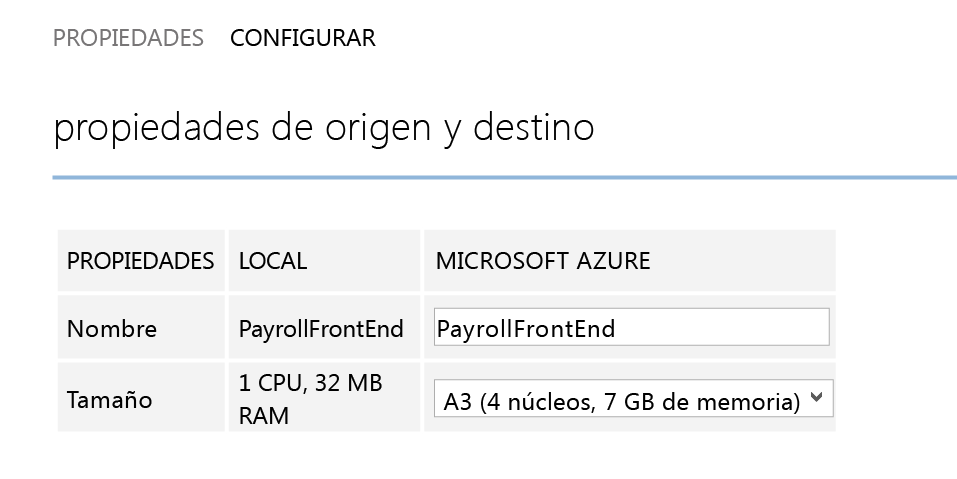 PROPIEDADES CONFIGURAR
propiedades de origen y destino
PROPIEDADES LOCAL MICROSOFT AZURE
Nombre PayrollFrontEnd PayrollFrontEnd
Tamaño 1 CPU, 32 MB RAM A3 (4 núcleos, 7 GB de memoria)